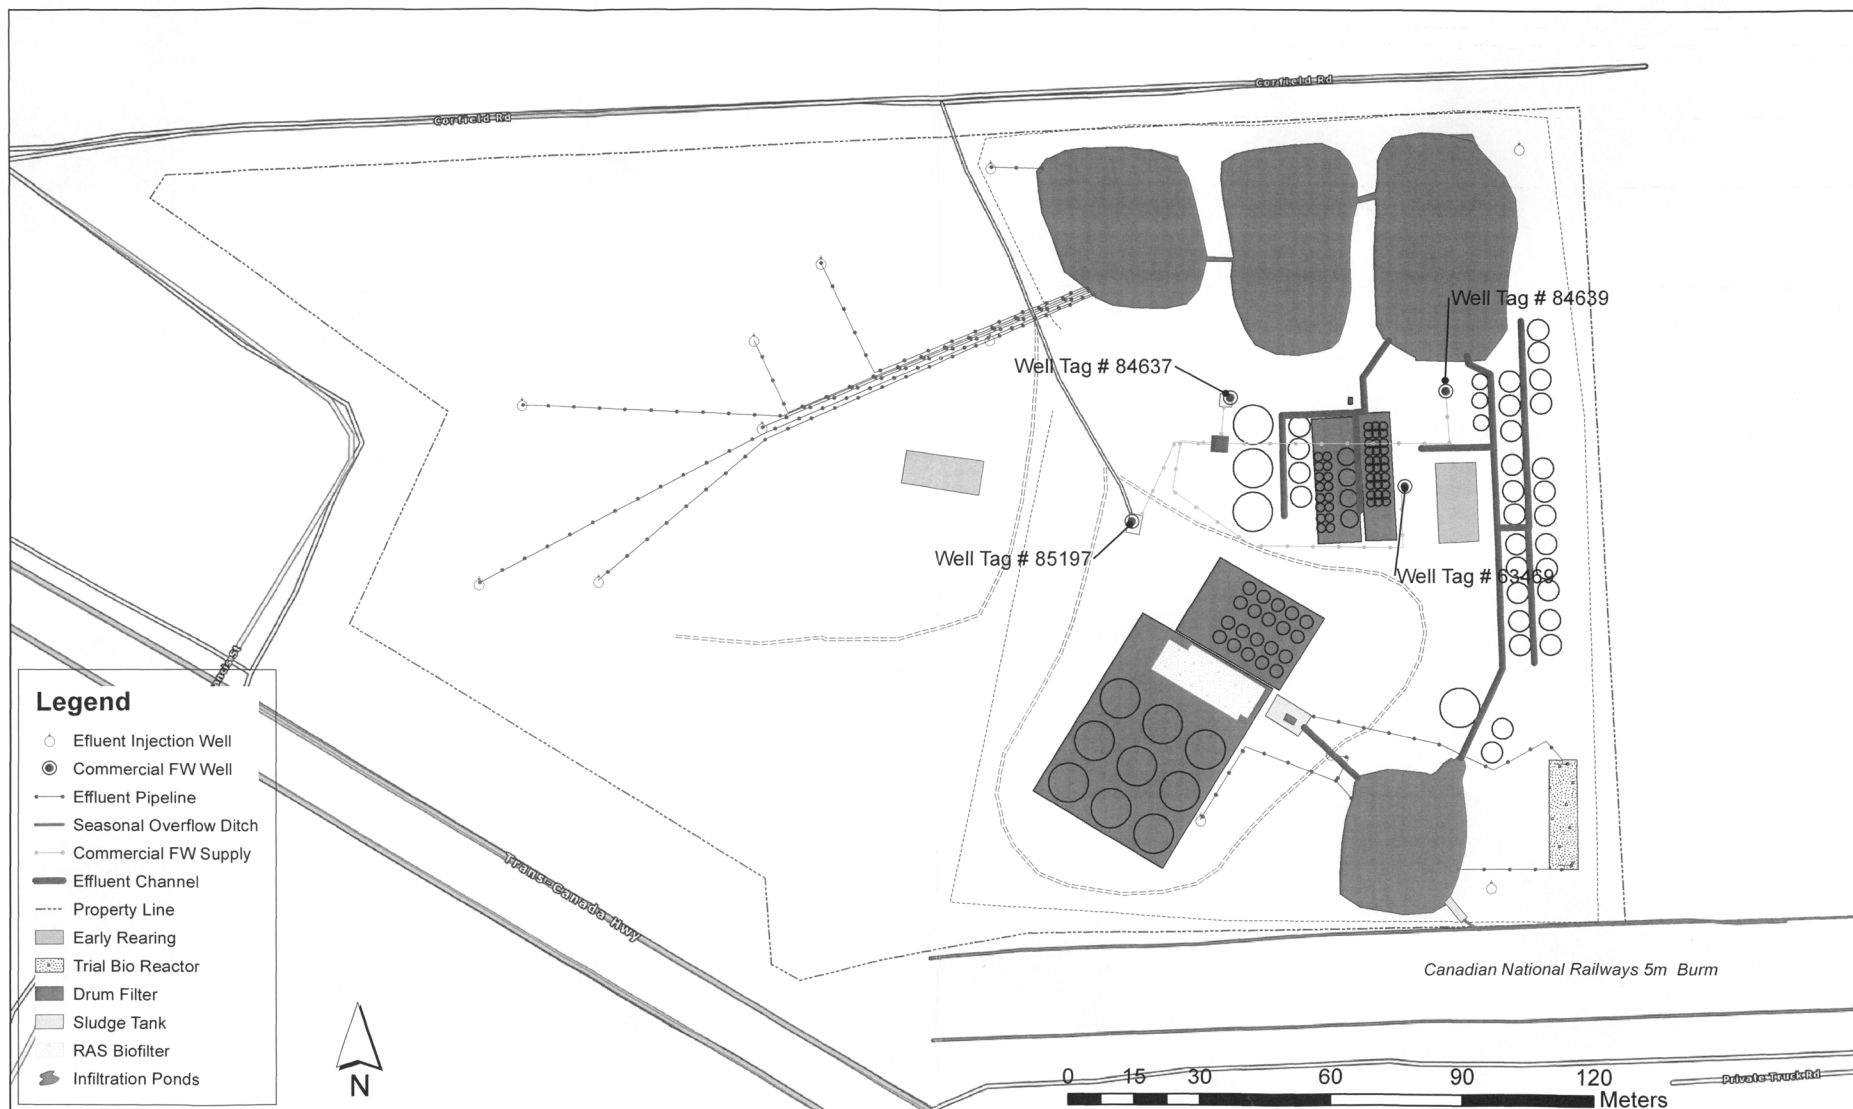 Corfield Rd
Corfield Rd
Well Tag # 84639
Well Tag # 84637
Well Tag # 85197
Well Tag # 63469
Trans-Canada Hwy
Canadian National Railways 5m Burm
Private Truck Rd
Legend
Efluent Injection Well
Commercial FW Well
Effluent Pipeline
Seasonal Overflow Ditch
Commercial FW Supply
Effluent Channel
Property Line
Early Rearing
Trial Bio Reactor
Drum Filter
Sludge Tank
RAS Biofilter
Infiltration Ponds
N
0 15 30 60 90 120
Meters